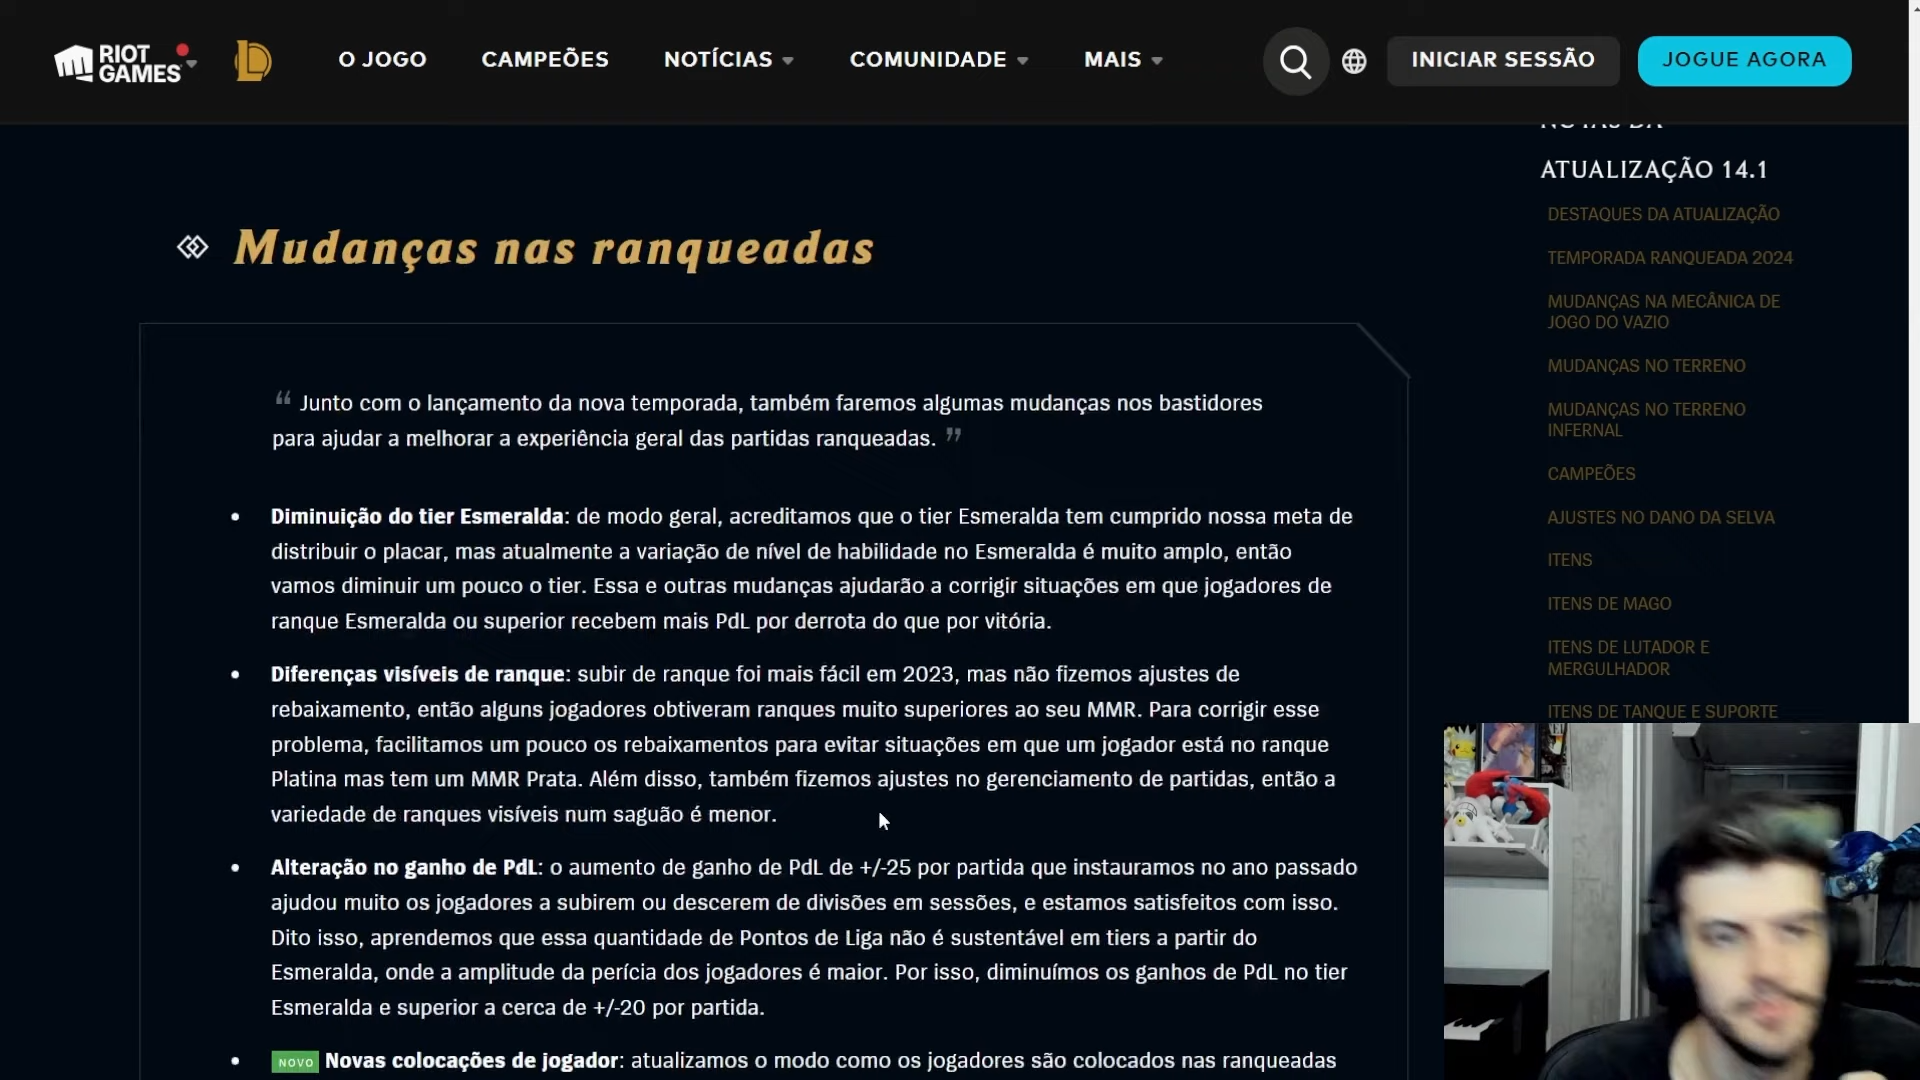 RIOT GAMES
O JOGO
CAMPEÕES
NOTÍCIAS
COMUNIDADE
MAIS
INICIAR SESSÃO
JOGUE AGORA
Mudanças nas ranqueadas
“ Junto com o lançamento da nova temporada, também faremos algumas mudanças nos bastidores
para ajudar a melhorar a experiência geral das partidas ranqueadas. ”
• Diminuição do tier Esmeralda: de modo geral, acreditamos que o tier Esmeralda tem cumprido nossa meta de
distribuir o placar, mas atualmente a variação de nível de habilidade no Esmeralda é muito amplo, então
vamos diminuir um pouco o tier. Essa e outras mudanças ajudarão a corrigir situações em que jogadores de
ranque Esmeralda ou superior recebem mais PdL por derrota do que por vitória.
• Diferenças visíveis de ranque: subir de ranque foi mais fácil em 2023, mas não fizemos ajustes de
rebaixamento, então alguns jogadores obtiveram ranques muito superiores ao seu MMR. Para corrigir esse
problema, facilitamos um pouco os rebaixamentos para evitar situações em que um jogador está no ranque
Platina mas tem um MMR Prata. Além disso, também fizemos ajustes no gerenciamento de partidas, então a
variedade de ranques visíveis num saguão é menor.
• Alteração no ganho de PdL: o aumento de ganho de PdL de +/-25 por partida que instauramos no ano passado
ajudou muito os jogadores a subirem ou descerem de divisões em sessões, e estamos satisfeitos com isso.
Dito isso, aprendemos que essa quantidade de Pontos de Liga não é sustentável em tiers a partir do
Esmeralda, onde a amplitude da perícia dos jogadores é maior. Por isso, diminuímos os ganhos de PdL no tier
Esmeralda e superior a cerca de +/-20 por partida.
• NOVO Novas colocações de jogador: atualizamos o modo como os jogadores são colocados nas ranqueadas
NOTAS DA
ATUALIZAÇÃO 14.1
DESTAQUES DA ATUALIZAÇÃO
TEMPORADA RANQUEADA 2024
MUDANÇAS NA MECÂNICA DE
JOGO DO VAZIO
MUDANÇAS NO TERRENO
MUDANÇAS NO TERRENO
INFERNAL
CAMPEÕES
AJUSTES NO DANO DA SELVA
ITENS
ITENS DE MAGO
ITENS DE LUTADOR E
MERGULHADOR
ITENS DE TANQUE E SUPORTE